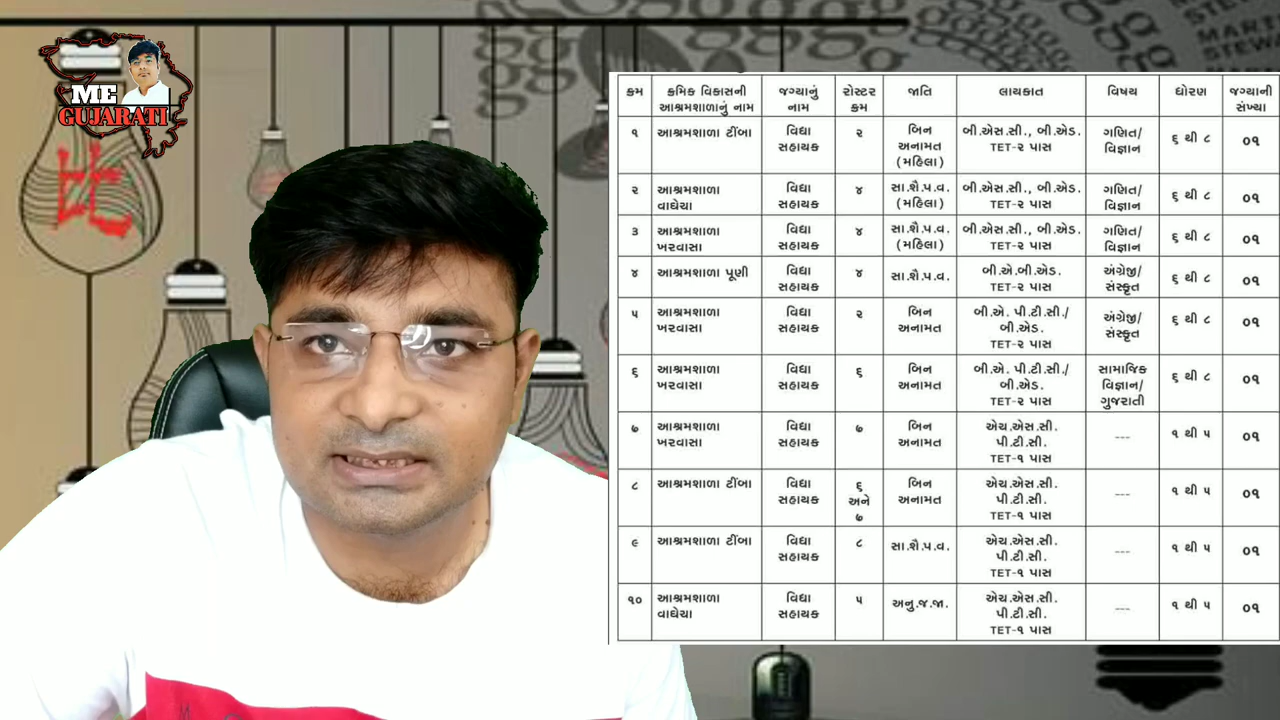 ME
GUJARATI
MARTI
STEWA
ક્રમ | ક્રમિક વિકાસની આશ્રમશાળાનું નામ | જગ્યાનું નામ | રોસ્ટર ક્રમ | જાતિ | લાયકાત | વિષય | ધોરણ | જગ્યાની સંખ્યા
૧ | આશ્રમશાળા ટીંબા | વિદ્યા સહાયક | ૨ | બિન અનામત (મહિલા) | બી.એસ.સી., બી.એડ. TET-૨ પાસ | ગણિત/ વિજ્ઞાન | ૬ થી ૮ | ૦૧
૨ | આશ્રમશાળા વાઘેચા | વિદ્યા સહાયક | ૪ | સા.શૈ.પ.વ. (મહિલા) | બી.એસ.સી., બી.એડ. TET-૨ પાસ | ગણિત/ વિજ્ઞાન | ૬ થી ૮ | ૦૧
૩ | આશ્રમશાળા ખરવાસા | વિદ્યા સહાયક | ૪ | સા.શૈ.પ.વ. (મહિલા) | બી.એસ.સી., બી.એડ. TET-૨ પાસ | ગણિત/ વિજ્ઞાન | ૬ થી ૮ | ૦૧
૪ | આશ્રમશાળા પૂણી | વિદ્યા સહાયક | ૪ | સા.શૈ.પ.વ. | બી.એ.બી.એડ. TET-૨ પાસ | અંગ્રેજી/ સંસ્કૃત | ૬ થી ૮ | ૦૧
૫ | આશ્રમશાળા ખરવાસા | વિદ્યા સહાયક | ૨ | બિન અનામત | બી.એ. પી.ટી.સી./ બી.એડ. TET-૨ પાસ | અંગ્રેજી/ સંસ્કૃત | ૬ થી ૮ | ૦૧
૬ | આશ્રમશાળા ખરવાસા | વિદ્યા સહાયક | ૬ | બિન અનામત | બી.એ. પી.ટી.સી./ બી.એડ. TET-૨ પાસ | સામાજિક વિજ્ઞાન/ ગુજરાતી | ૬ થી ૮ | ૦૧
૭ | આશ્રમશાળા ખરવાસા | વિદ્યા સહાયક | ૭ | બિન અનામત | એચ.એસ.સી. પી.ટી.સી. TET-૧ પાસ | --- | ૧ થી ૫ | ૦૧
૮ | આશ્રમશાળા ટીંબા | વિદ્યા સહાયક | ૬ અને ૭ | બિન અનામત | એચ.એસ.સી. પી.ટી.સી. TET-૧ પાસ | --- | ૧ થી ૫ | ૦૧
૯ | આશ્રમશાળા ટીંબા | વિદ્યા સહાયક | ૮ | સા.શૈ.પ.વ. | એચ.એસ.સી. પી.ટી.સી. TET-૧ પાસ | --- | ૧ થી ૫ | ૦૧
૧૦ | આશ્રમશાળા વાઘેચા | વિદ્યા સહાયક | ૫ | અનુ.જ.જા. | એચ.એસ.સી. પી.ટી.સી. TET-૧ પાસ | --- | ૧ થી ૫ | ૦૧